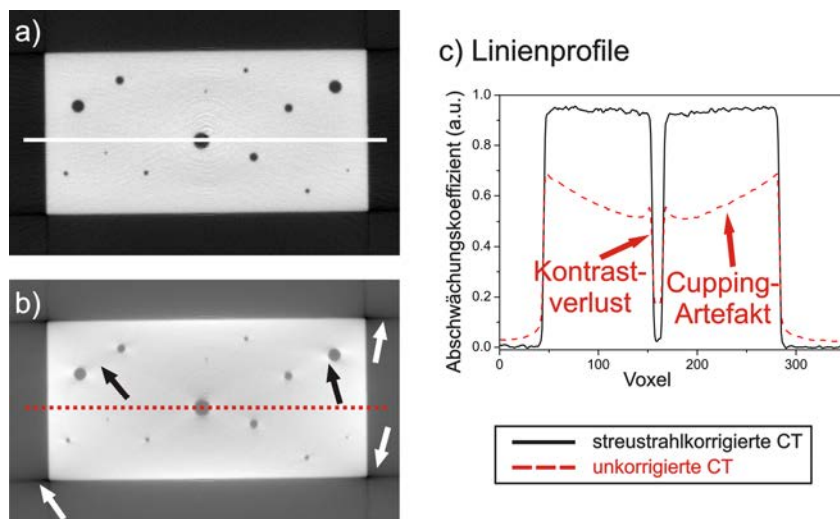 a)
b)
c) Linienprofile
Abschwächungskoeffizient (a.u.)
1.0
0.8
0.6
0.4
0.2
0.0
Kontrast-
verlust
Cupping-
Artefakt
0
100
200
300
Voxel
streustrahlkorrigierte CT
unkorrigierte CT